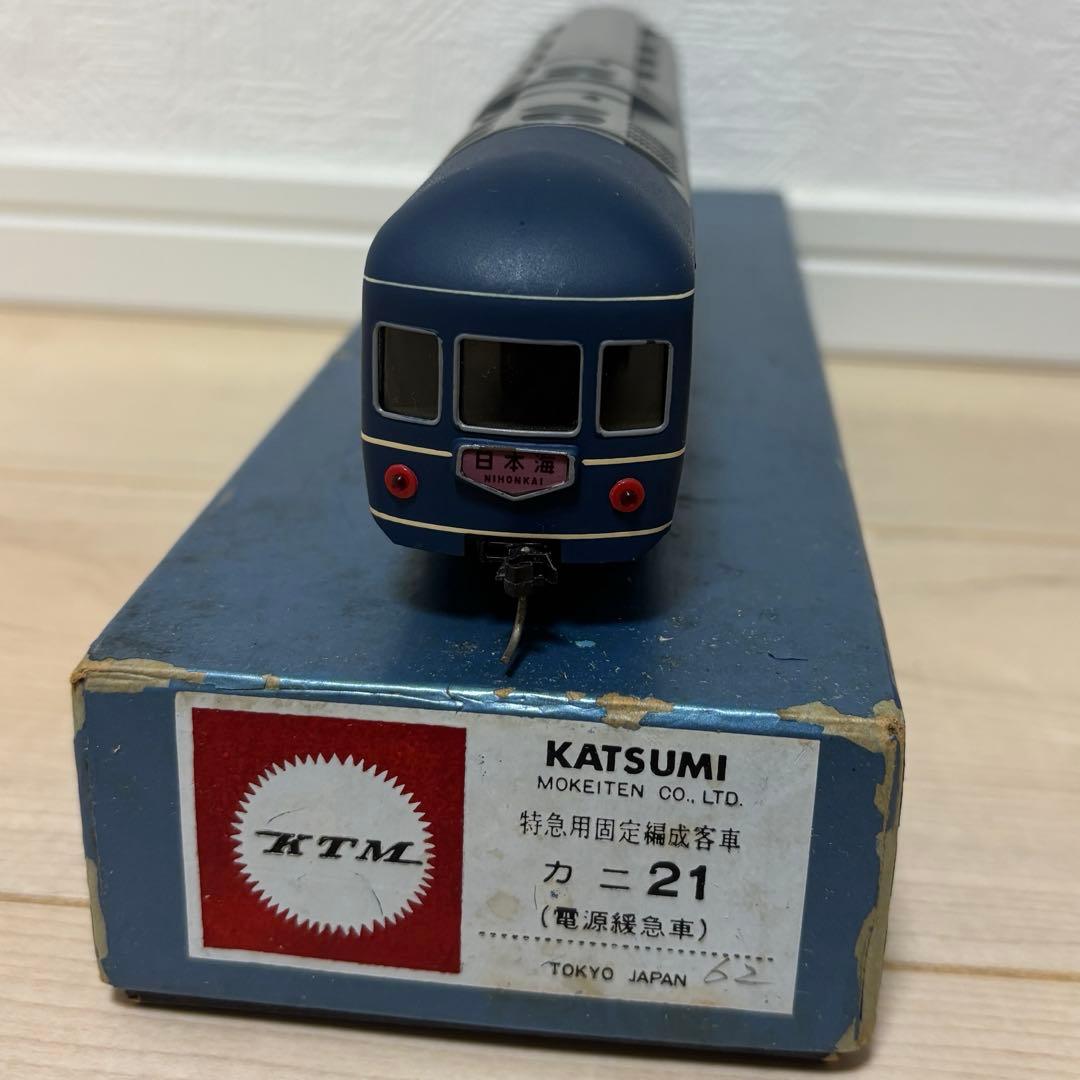 日本海
NIHONKAI
KTM
KATSUMI
MOKEITEN CO., LTD.
特急用固定編成客車
カニ21
(電源緩急車)
TOKYO JAPAN 62